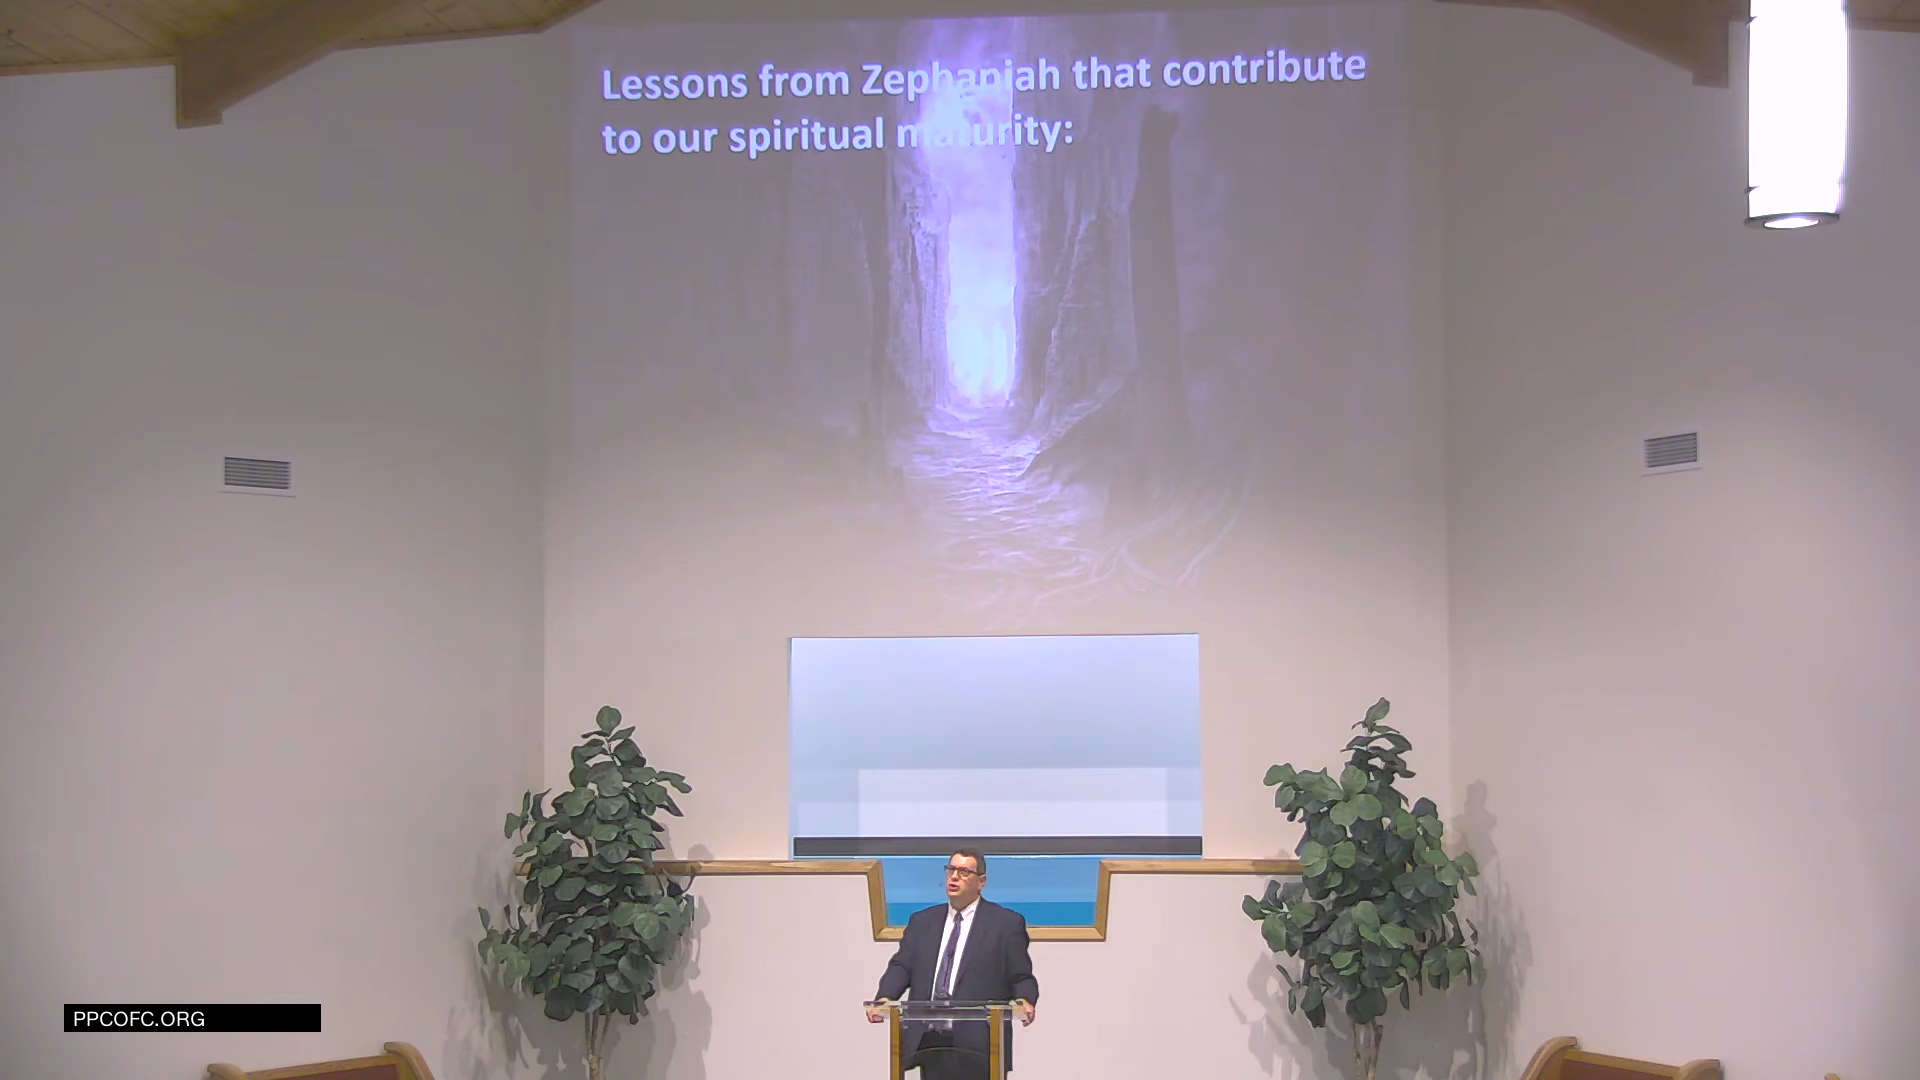 Lessons from Zephaniah that contribute
to our spiritual maturity:
PPCOFC.ORG